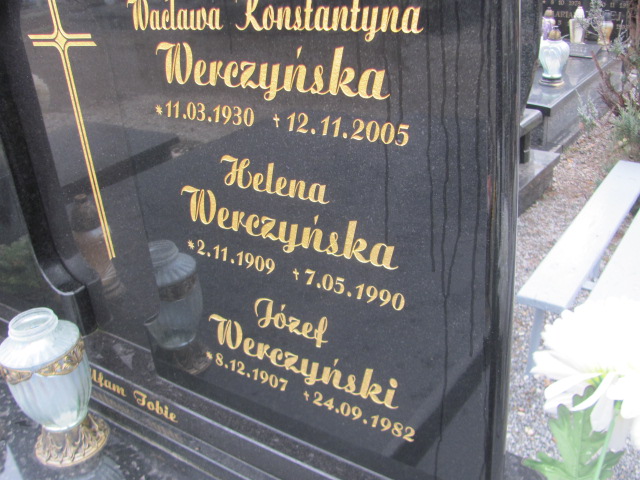 Wacława Konstantyna
Werczyńska
*11.03.1930 +12.11.2005
Helena
Werczyńska
*2.11.1909 +7.05.1990
Józef
Werczyński
*8.12.1907 +24.09.1982
Tobie